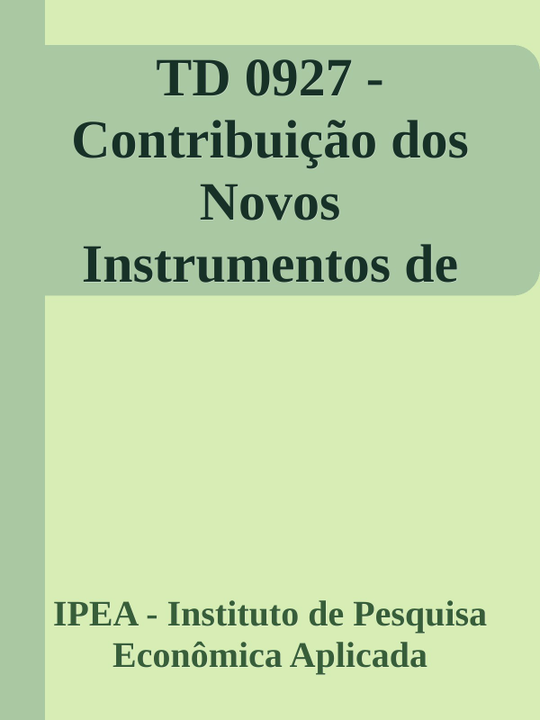 TD 0927 -
Contribuição dos
Novos
Instrumentos de
IPEA - Instituto de Pesquisa
Econômica Aplicada